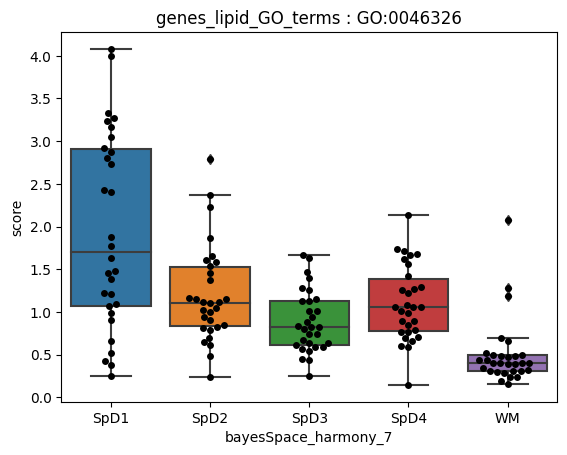 genes_lipid_GO_terms : GO:0046326
4.0
3.5
3.0
2.5
2.0
1.5
1.0
0.5
0.0
score
SpD1 SpD2 SpD3 SpD4 WM
bayesSpace_harmony_7